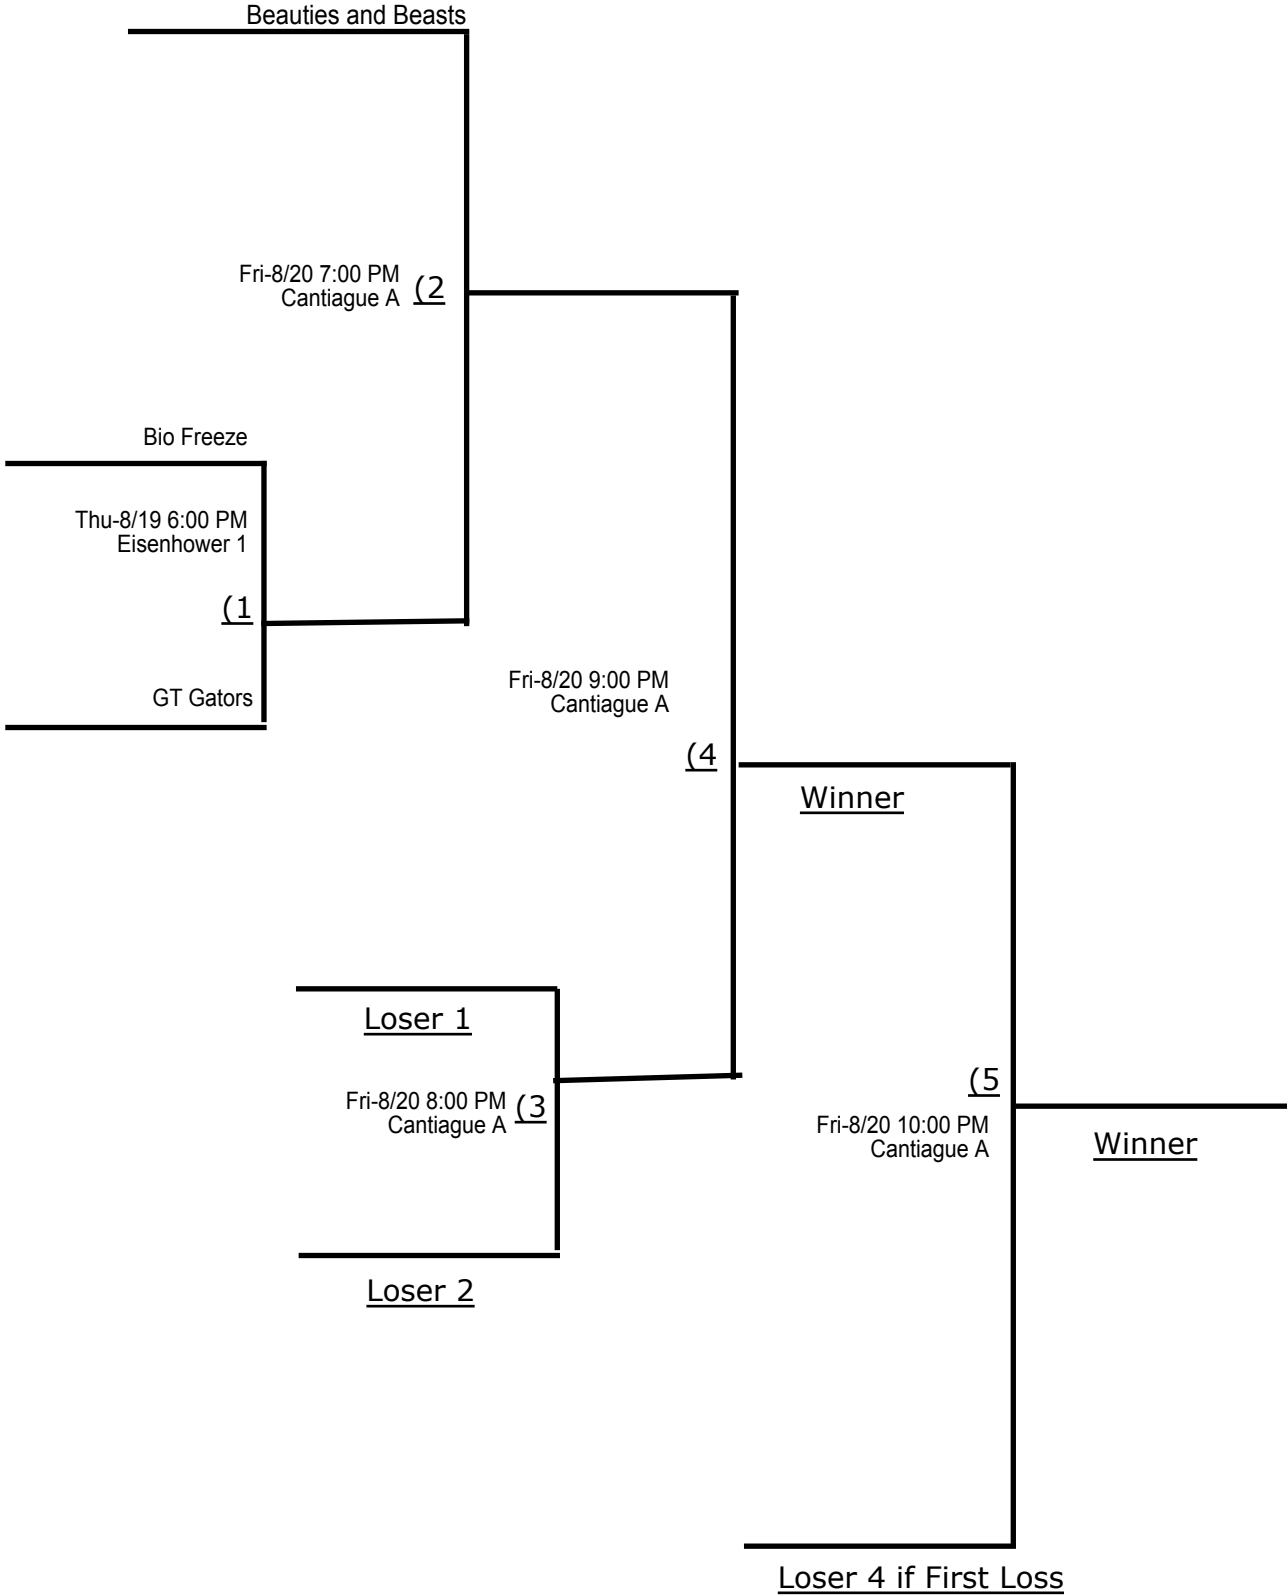 Beauties and Beasts
Fri-8/20 7:00 PM
Cantiague A
(2
Bio Freeze
Thu-8/19 6:00 PM
Eisenhower 1
(1
GT Gators
Fri-8/20 9:00 PM
Cantiague A
(4
Winner
Loser 1
Fri-8/20 8:00 PM
Cantiague A
(3
Loser 2
(5
Fri-8/20 10:00 PM
Cantiague A
Winner
Loser 4 if First Loss